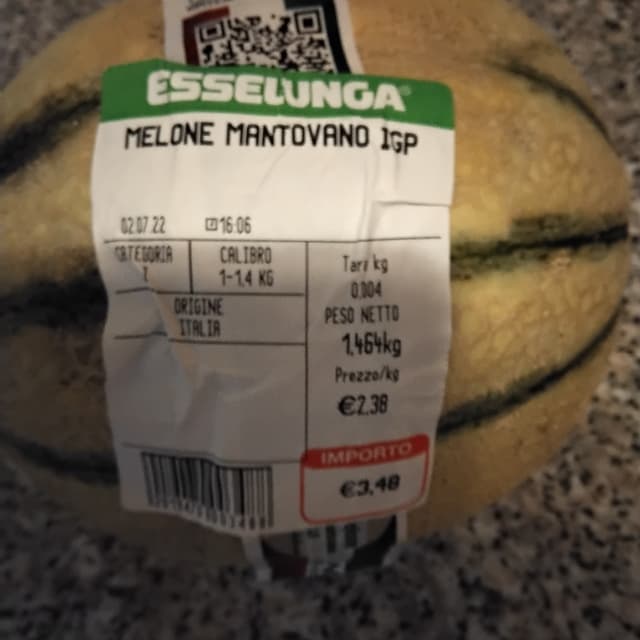 ESSELUNGA
MELONE MANTOVANO IGP
02.07.22 16:06
CATEGORIA
I
CALIBRO
1-1.4 KG
ORIGINE
ITALIA
Tari kg
0.004
PESO NETTO
1,464kg
Prezzo/kg
€2.38
IMPORTO
€3,48